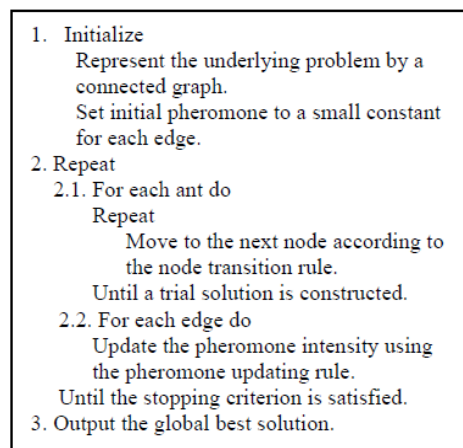 1. Initialize
Represent the underlying problem by a
connected graph.
Set initial pheromone to a small constant
for each edge.
2. Repeat
2.1. For each ant do
Repeat
Move to the next node according to
the node transition rule.
Until a trial solution is constructed.
2.2. For each edge do
Update the pheromone intensity using
the pheromone updating rule.
Until the stopping criterion is satisfied.
3. Output the global best solution.